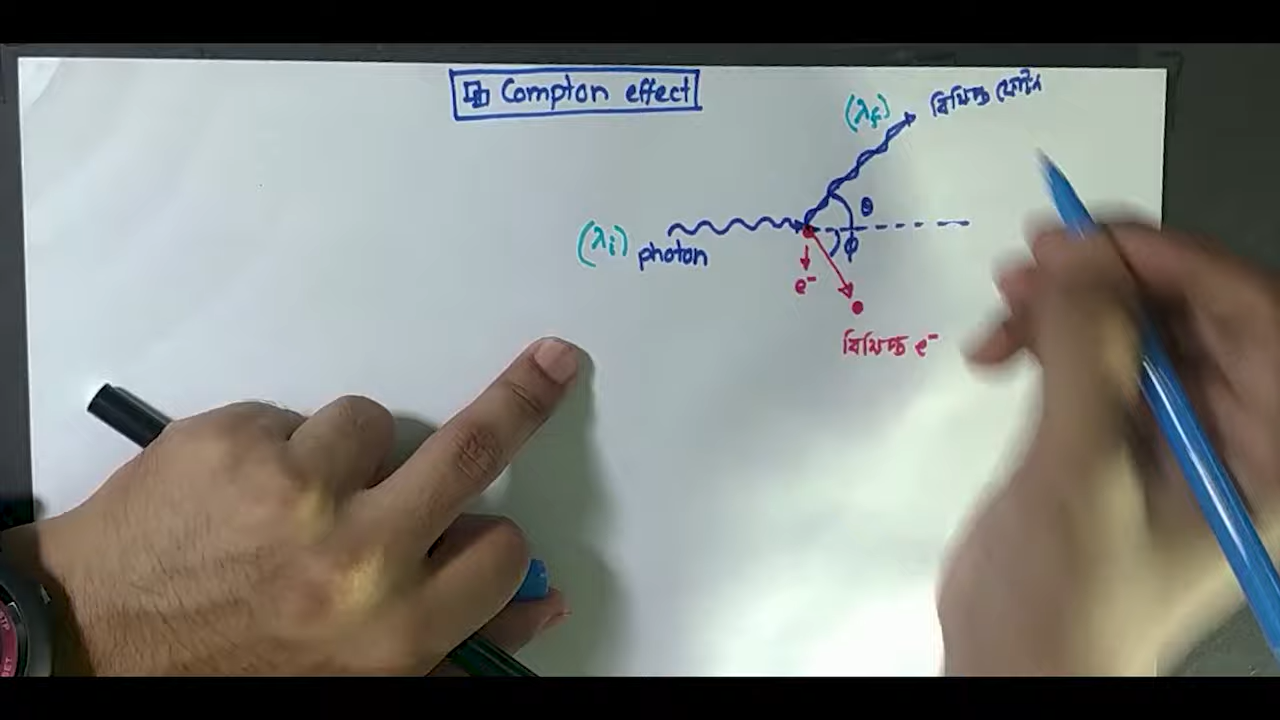 Compton effect
(λf) বিক্ষিপ্ত ফোটন
θ
(λi) photon
φ
e⁻
বিক্ষিপ্ত e⁻